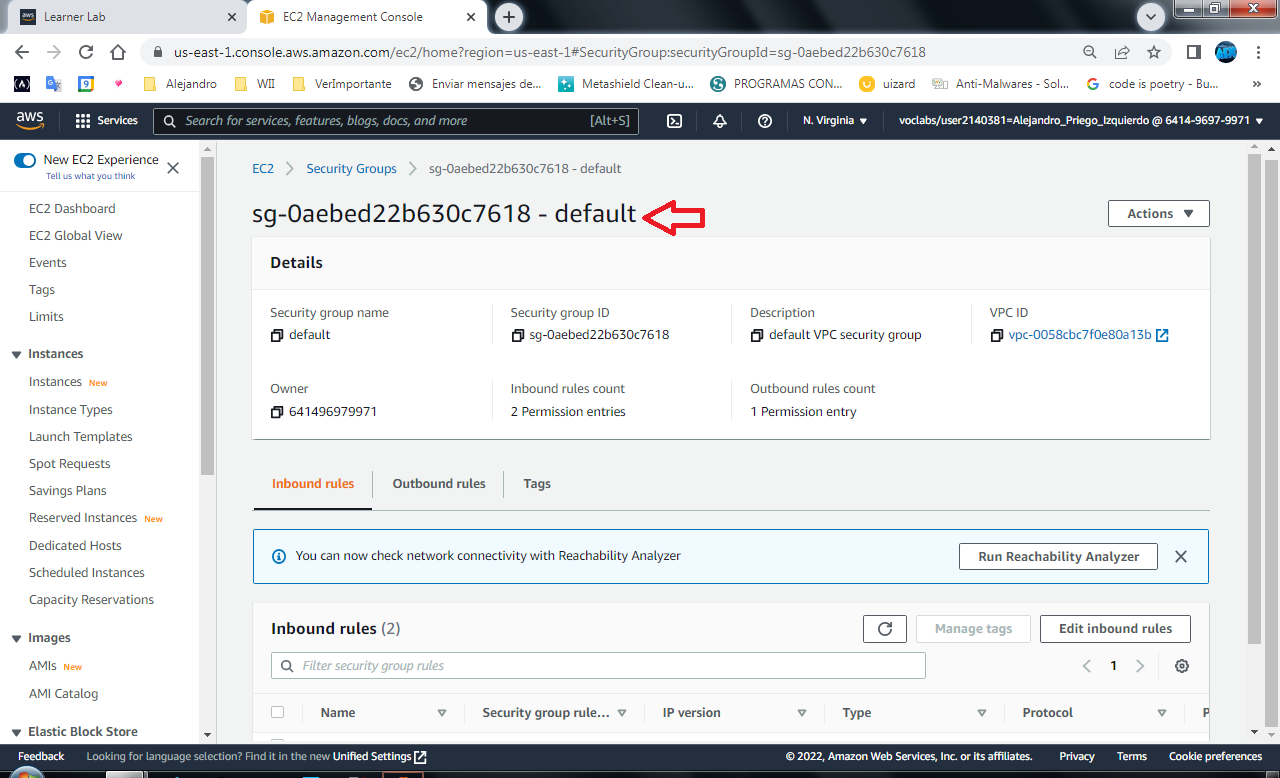 aws Learner Lab
EC2 Management Console
us-east-1.console.aws.amazon.com/ec2/home?region=us-east-1#SecurityGroup:securityGroupId=sg-0aebed22b630c7618
Alejandro WII VerImportante Enviar mensajes de... Metashield Clean-u... PROGRAMAS CON... uizard Anti-Malwares - Sol... code is poetry - Bu... »
aws Services Search for services, features, blogs, docs, and more [Alt+S] N. Virginia voclabs/user2140381=Alejandro_Priego_Izquierdo @ 6414-9697-9971
New EC2 Experience
Tell us what you think
EC2 Dashboard
EC2 Global View
Events
Tags
Limits
Instances
Instances New
Instance Types
Launch Templates
Spot Requests
Savings Plans
Reserved Instances New
Dedicated Hosts
Scheduled Instances
Capacity Reservations
Images
AMIs New
AMI Catalog
Elastic Block Store
EC2 Security Groups sg-0aebed22b630c7618 - default
sg-0aebed22b630c7618 - default
Actions
Details
Security group name
default
Security group ID
sg-0aebed22b630c7618
Description
default VPC security group
VPC ID
vpc-0058cbc7f0e80a13b
Owner
641496979971
Inbound rules count
2 Permission entries
Outbound rules count
1 Permission entry
Inbound rules Outbound rules Tags
You can now check network connectivity with Reachability Analyzer
Run Reachability Analyzer
Inbound rules (2)
Manage tags
Edit inbound rules
Filter security group rules
1
Name Security group rule... IP version Type Protocol
Feedback Looking for language selection? Find it in the new Unified Settings © 2022, Amazon Web Services, Inc. or its affiliates. Privacy Terms Cookie preferences